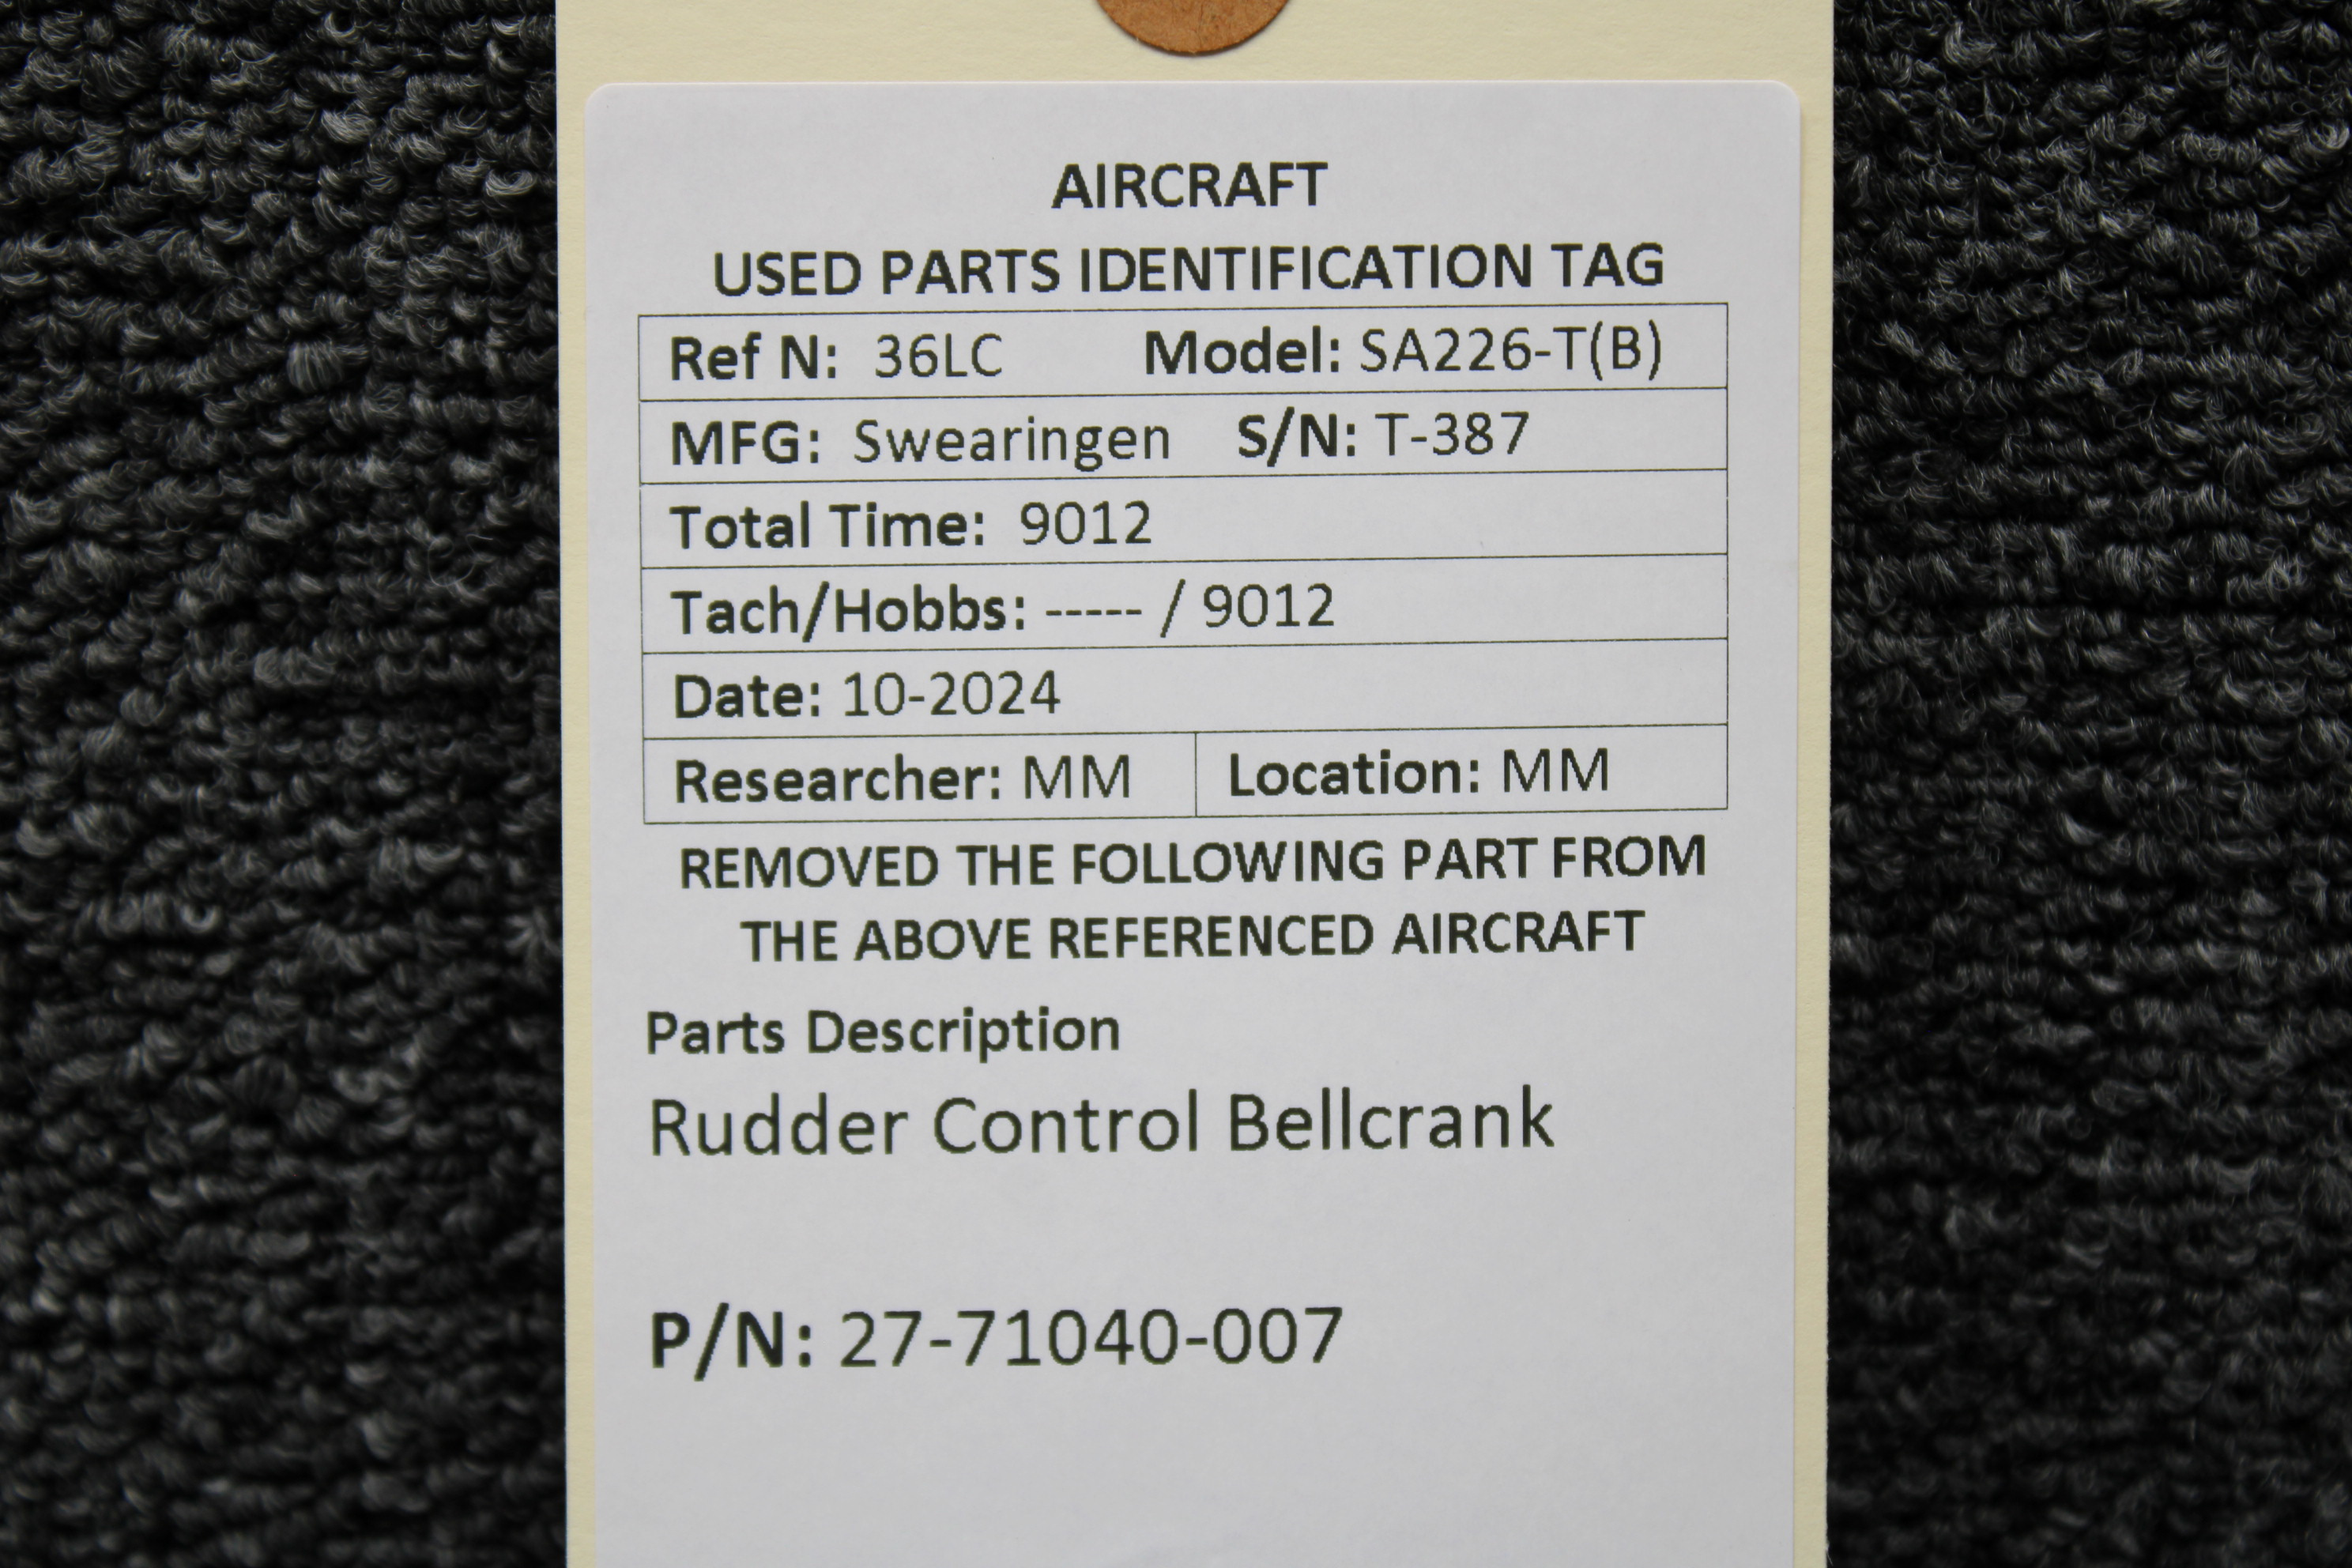 AIRCRAFT
USED PARTS IDENTIFICATION TAG
Ref N: 36LC Model: SA226-T(B)
MFG: Swearingen S/N: T-387
Total Time: 9012
Tach/Hobbs: ----- / 9012
Date: 10-2024
Researcher: MM Location: MM
REMOVED THE FOLLOWING PART FROM
THE ABOVE REFERENCED AIRCRAFT
Parts Description
Rudder Control Bellcrank
P/N: 27-71040-007